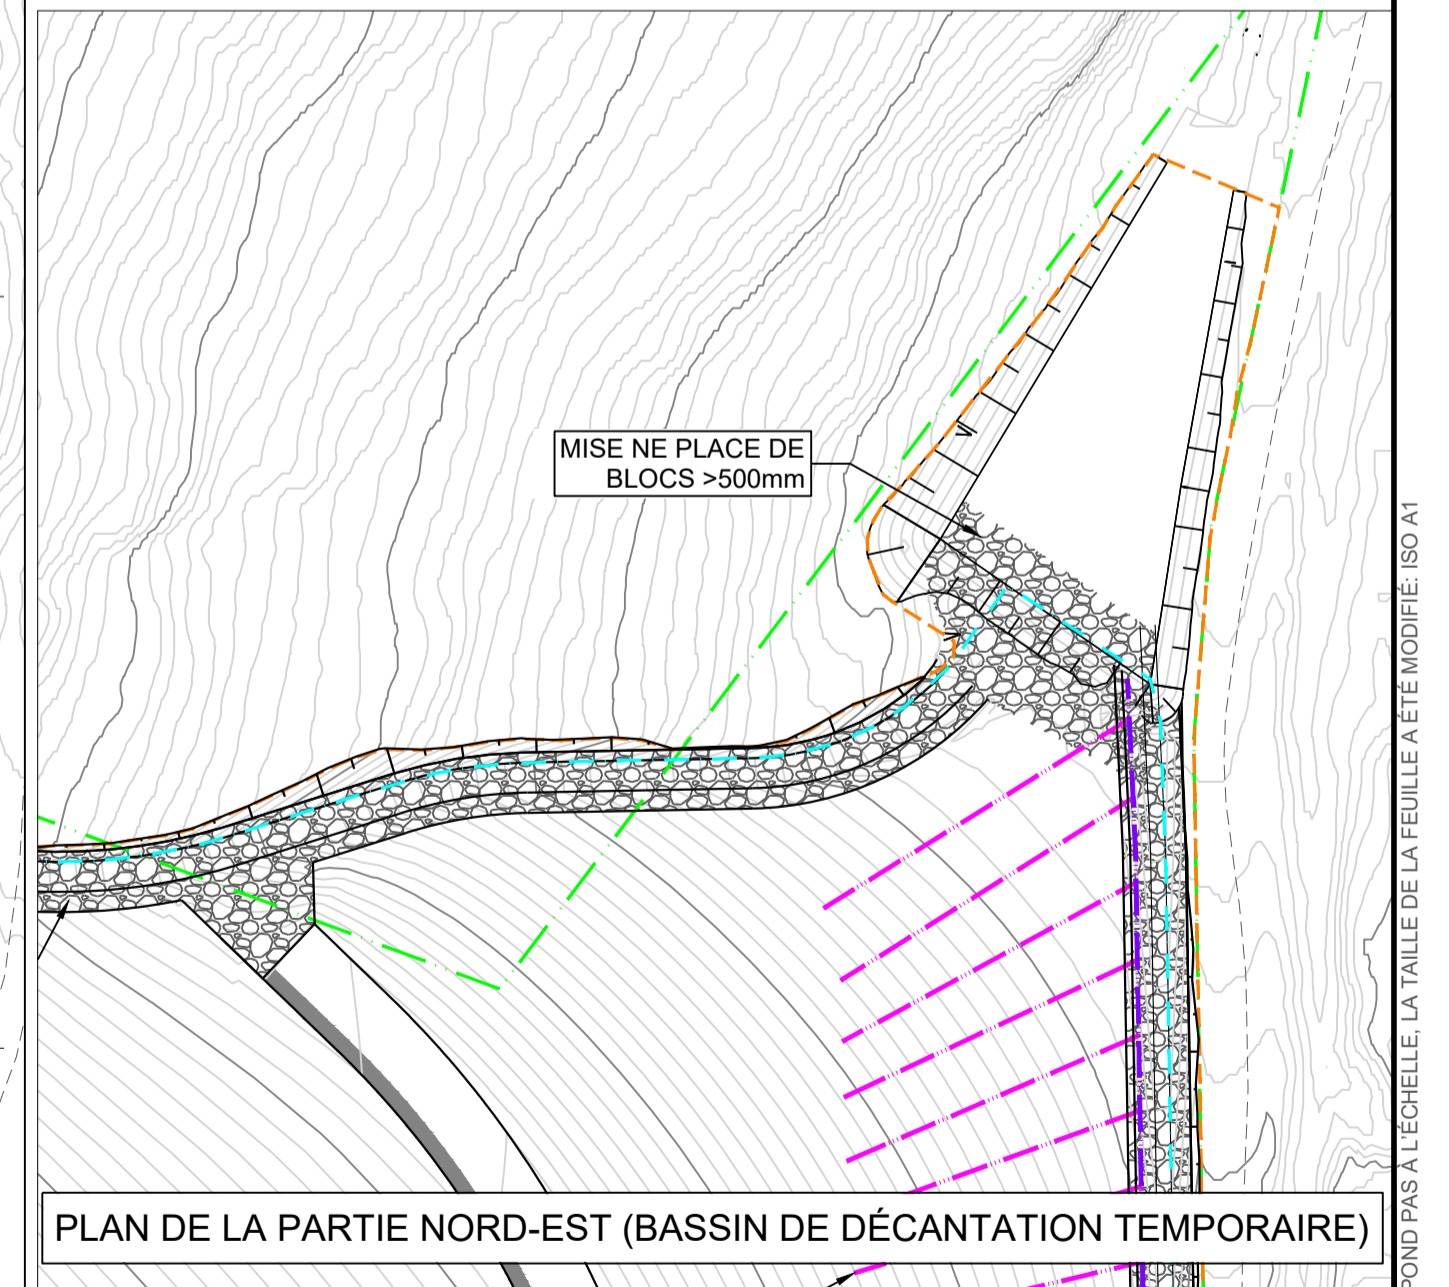 MISE NE PLACE DE
BLOCS >500mm
PLAN DE LA PARTIE NORD-EST (BASSIN DE DÉCANTATION TEMPORAIRE)
POND PAS À L'ÉCHELLE, LA TAILLE DE LA FEUILLE A ÉTÉ MODIFIÉ: ISO A1